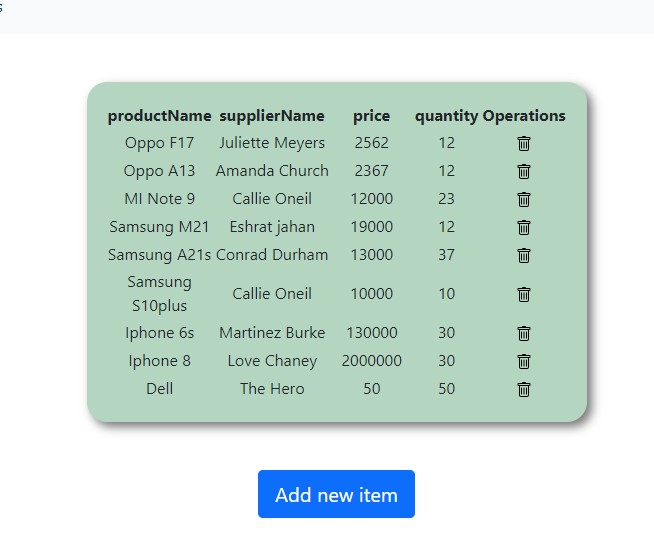 productName supplierName price quantity Operations
Oppo F17 Juliette Meyers 2562 12
Oppo A13 Amanda Church 2367 12
MI Note 9 Callie Oneil 12000 23
Samsung M21 Eshrat jahan 19000 12
Samsung A21s Conrad Durham 13000 37
Samsung
S10plus Callie Oneil 10000 10
Iphone 6s Martinez Burke 130000 30
Iphone 8 Love Chaney 2000000 30
Dell The Hero 50 50
Add new item